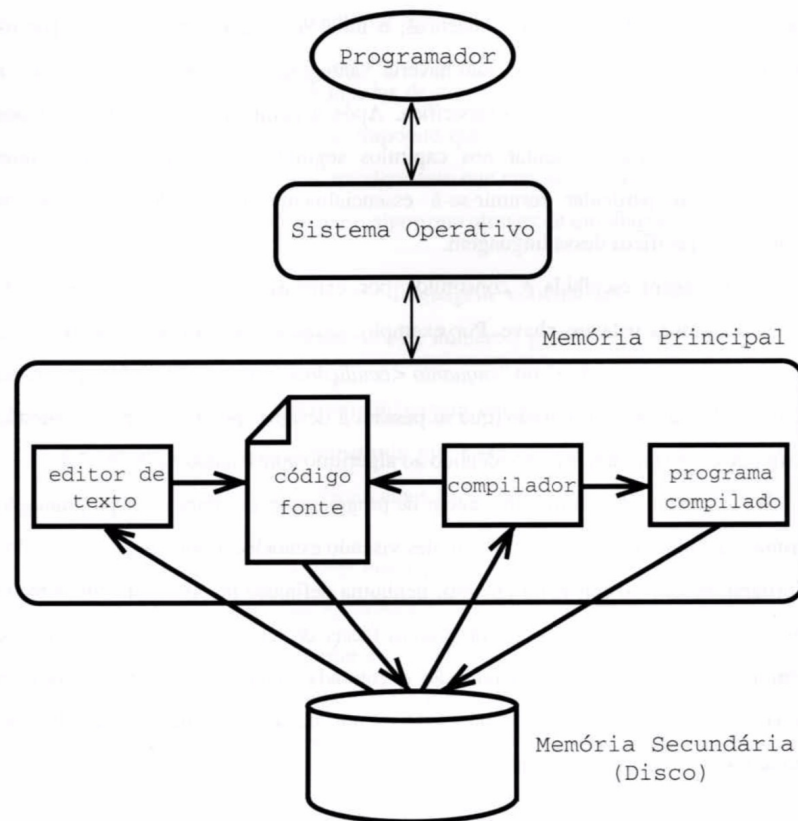 Programador
Sistema Operativo
Memória Principal
editor de
texto
código
fonte
compilador
programa
compilado
Memória Secundária
(Disco)